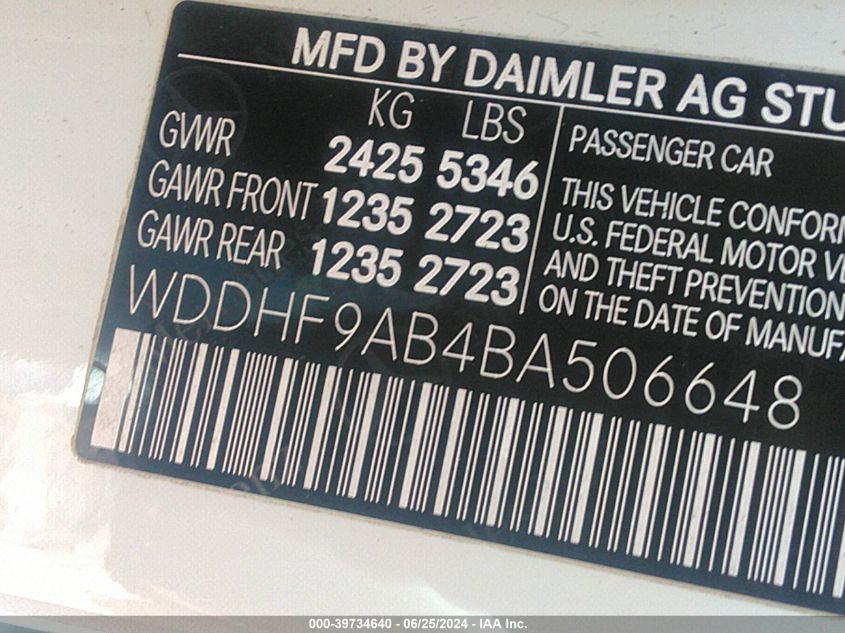 MFD BY DAIMLER AG STU
KG LBS
GVWR 2425 5346
GAWR FRONT 1235 2723
GAWR REAR 1235 2723
PASSENGER CAR
THIS VEHICLE CONFOR
U.S. FEDERAL MOTOR VE
AND THEFT PREVENTION
ON THE DATE OF MANUFA
WDDHF9AB4BA506648
000-39734640 - 06/25/2024 - IAA Inc.